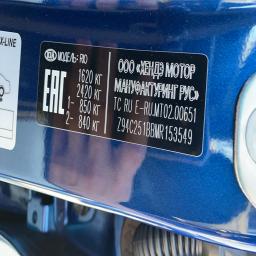 X-LINE
KIA МОДЕЛЬ: RIO
ЕАС
1620 кг
2420 кг
1- 850 кг
2- 840 кг
ООО «ХЕНДЭ МОТОР
МАНУФАКТУРИНГ РУС»
ТС RU E-RU.MT02.00651
Z94C251BBMR153549